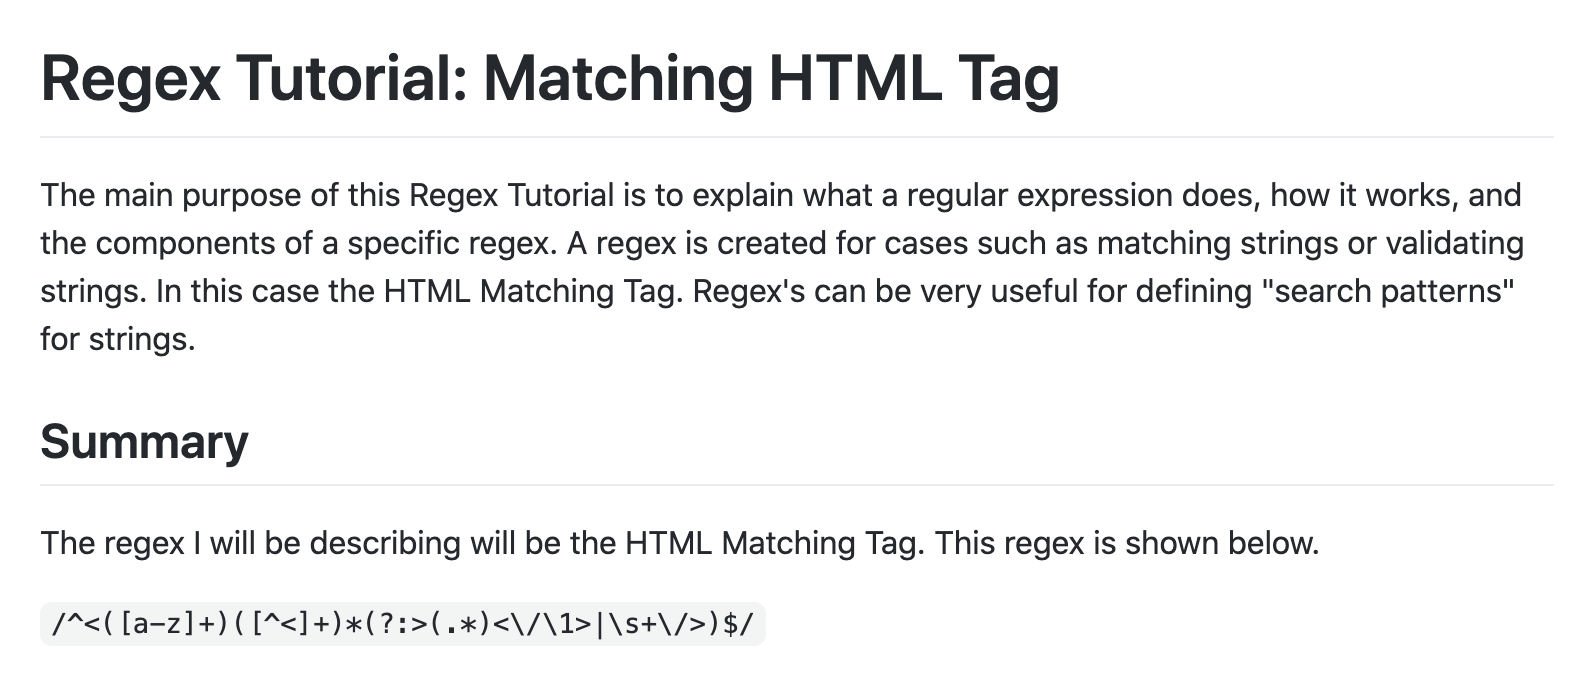 Regex Tutorial: Matching HTML Tag
The main purpose of this Regex Tutorial is to explain what a regular expression does, how it works, and
the components of a specific regex. A regex is created for cases such as matching strings or validating
strings. In this case the HTML Matching Tag. Regex's can be very useful for defining "search patterns"
for strings.
Summary
The regex I will be describing will be the HTML Matching Tag. This regex is shown below.
/^<([a-z]+)([^<]+)*(?:>(.*)<\/\1>|\s+\/>)$/